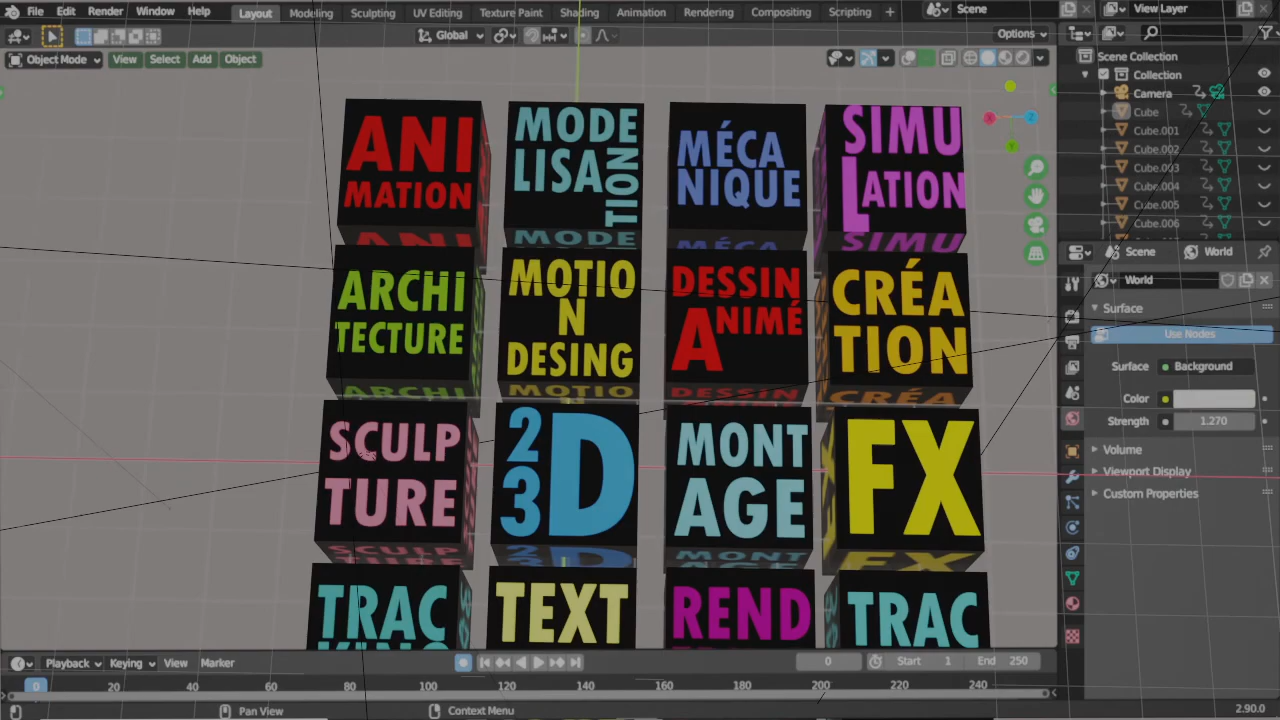 File Edit Render Window Help Layout Modeling Sculpting UV Editing Texture Paint Shading Animation Rendering Compositing Scripting + Scene View Layer
Global Options
Object Mode View Select Add Object
Scene Collection
Collection
Camera
Cube
Cube.001
Cube.002
Cube.003
Cube.004
Cube.005
Cube.006
Scene World
World
Surface
Use Nodes
Surface Background
Color
Strength 1.270
Volume
Viewport Display
Custom Properties
ANI
MATION
MODE
LISA
TION
MÉCA
NIQUE
SIMU
LATION
ARCHI
TECTURE
MOTIO
N
DESING
DESSIN
ANIMÉ
CRÉA
TION
SCULP
TURE
2
3D
MONT
AGE
FX
TRAC
KING
TEXT
REND
TRAC
Playback Keying View Marker 0 Start 1 End 250
0 20 40 60 80 100 120 140 160 180 200 220 240
Pan View Context Menu 2.90.0